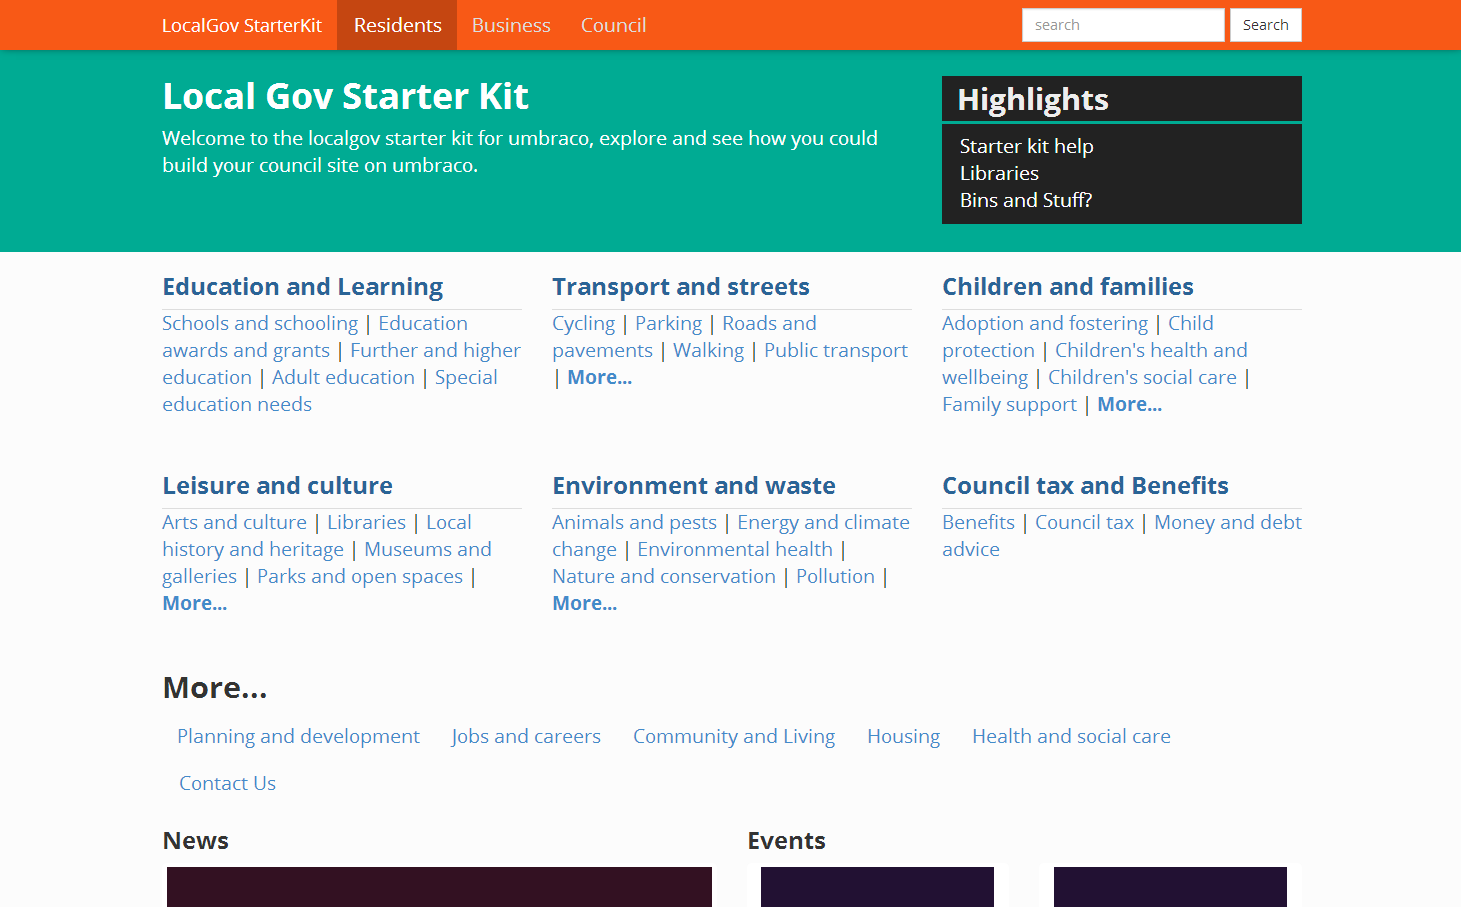 LocalGov StarterKit Residents Business Council search Search
Local Gov Starter Kit
Welcome to the localgov starter kit for umbraco, explore and see how you could
build your council site on umbraco.
Highlights
Starter kit help
Libraries
Bins and Stuff?
Education and Learning
Schools and schooling | Education
awards and grants | Further and higher
education | Adult education | Special
education needs
Transport and streets
Cycling | Parking | Roads and
pavements | Walking | Public transport
| More...
Children and families
Adoption and fostering | Child
protection | Children's health and
wellbeing | Children's social care |
Family support | More...
Leisure and culture
Arts and culture | Libraries | Local
history and heritage | Museums and
galleries | Parks and open spaces |
More...
Environment and waste
Animals and pests | Energy and climate
change | Environmental health |
Nature and conservation | Pollution |
More...
Council tax and Benefits
Benefits | Council tax | Money and debt
advice
More...
Planning and development Jobs and careers Community and Living Housing Health and social care
Contact Us
News
Events